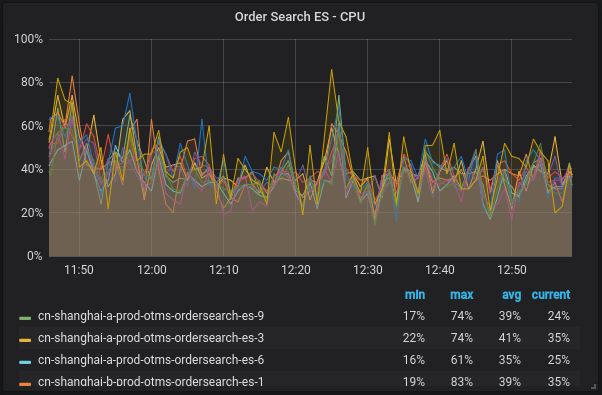 Order Search ES - CPU
100%
80%
60%
40%
20%
0%
11:50 12:00 12:10 12:20 12:30 12:40 12:50
min max avg current
cn-shanghai-a-prod-otms-ordersearch-es-9 17% 74% 39% 24%
cn-shanghai-a-prod-otms-ordersearch-es-3 22% 74% 41% 35%
cn-shanghai-a-prod-otms-ordersearch-es-6 16% 61% 35% 25%
cn-shanghai-b-prod-otms-ordersearch-es-1 19% 83% 39% 35%